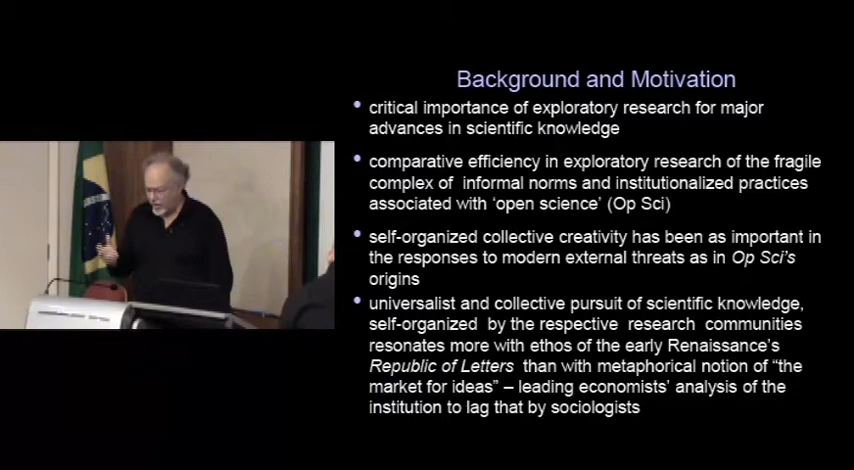 Background and Motivation
• critical importance of exploratory research for major
advances in scientific knowledge
• comparative efficiency in exploratory research of the fragile
complex of informal norms and institutionalized practices
associated with ‘open science’ (Op Sci)
• self-organized collective creativity has been as important in
the responses to modern external threats as in Op Sci’s
origins
• universalist and collective pursuit of scientific knowledge,
self-organized by the respective research communities
resonates more with ethos of the early Renaissance’s
Republic of Letters than with metaphorical notion of “the
market for ideas” – leading economists’ analysis of the
institution to lag that by sociologists